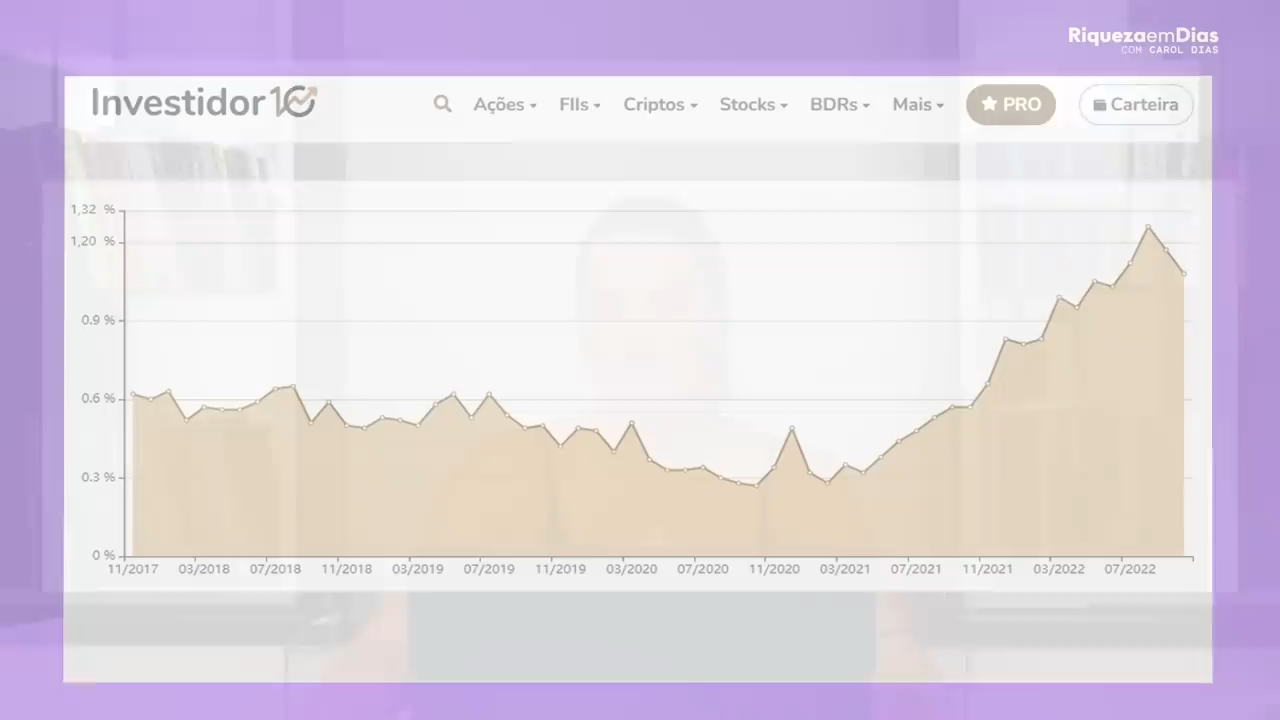 RiquezaemDias
COM CAROL DIAS
Investidor10
Ações
FIIs
Criptos
Stocks
BDRs
Mais
PRO
Carteira
1,32 %
1,20 %
0.9 %
0.6 %
0.3 %
0 %
11/2017 03/2018 07/2018 11/2018 03/2019 07/2019 11/2019 03/2020 07/2020 11/2020 03/2021 07/2021 11/2021 03/2022 07/2022